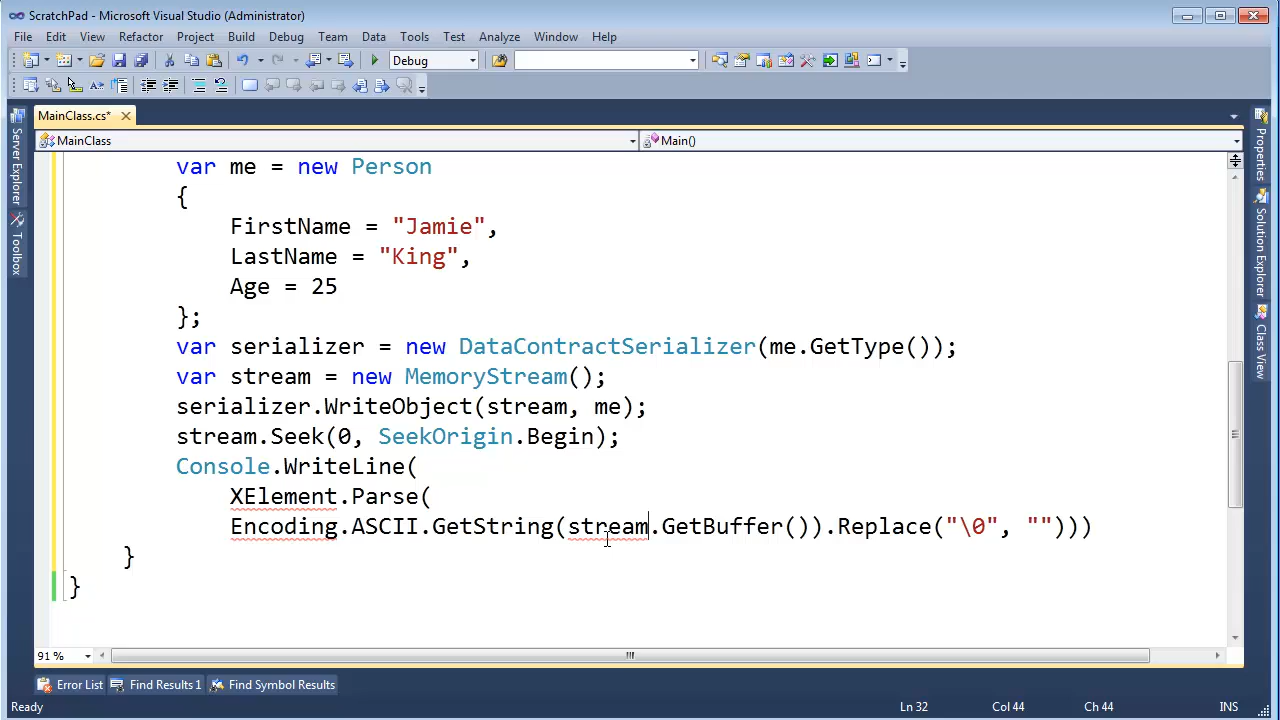 ScratchPad - Microsoft Visual Studio (Administrator)
File Edit View Refactor Project Build Debug Team Data Tools Test Analyze Window Help
Debug
MainClass.cs*
MainClass Main()
var me = new Person
{
FirstName = "Jamie",
LastName = "King",
Age = 25
};
var serializer = new DataContractSerializer(me.GetType());
var stream = new MemoryStream();
serializer.WriteObject(stream, me);
stream.Seek(0, SeekOrigin.Begin);
Console.WriteLine(
XElement.Parse(
Encoding.ASCII.GetString(stream.GetBuffer()).Replace("\0", "")))
}
}
Server Explorer
Toolbox
Properties
Solution Explorer
Class View
91 %
Error List Find Results 1 Find Symbol Results
Ready Ln 32 Col 44 Ch 44 INS